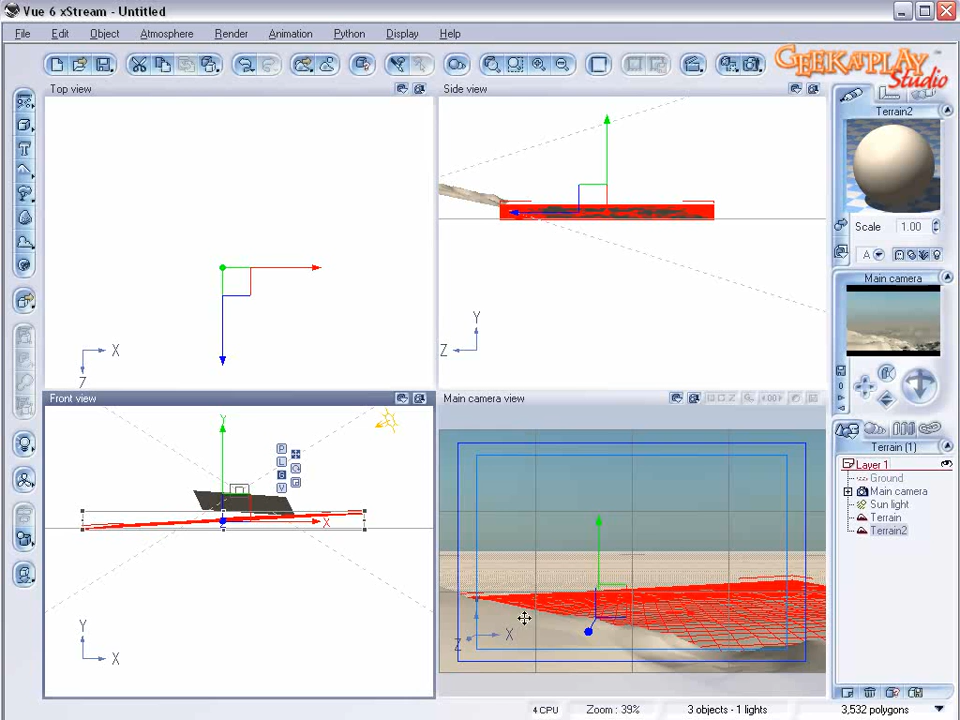 Vue 6 xStream - Untitled
File Edit Object Atmosphere Render Animation Python Display Help
GEEKATPLAY
Studio
Top view
Side view
Terrain2
X
Z
Y
Z
Scale 1.00
A
Main camera
0
Front view
Main camera view
Y
P
L
G
V
X
Z
Y
X
Z
X
Terrain (1)
Layer 1
Ground
Main camera
Sun light
Terrain
Terrain2
4 CPU
Zoom : 39%
3 objects - 1 lights
3,532 polygons